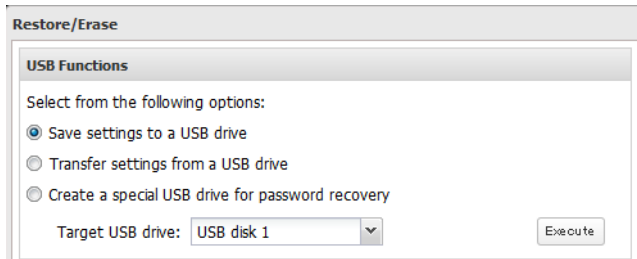 Restore/Erase
USB Functions
Select from the following options:
Save settings to a USB drive
Transfer settings from a USB drive
Create a special USB drive for password recovery
Target USB drive: USB disk 1 Execute